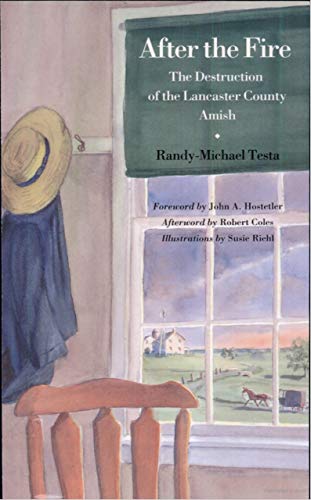 After the Fire
The Destruction
of the Lancaster County
Amish
Randy-Michael Testa
Foreword by John A. Hostetler
Afterword by Robert Coles
Illustrations by Susie Riehl